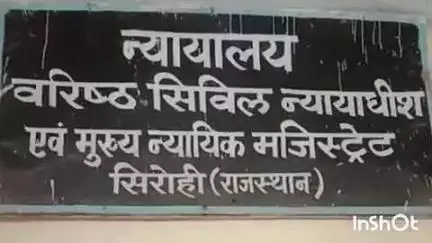 न्यायालय
वरिष्ठ सिविल न्यायाधीश
एवं मुख्य न्यायिक मजिस्ट्रेट
सिरोही (राजस्थान)
InShOt